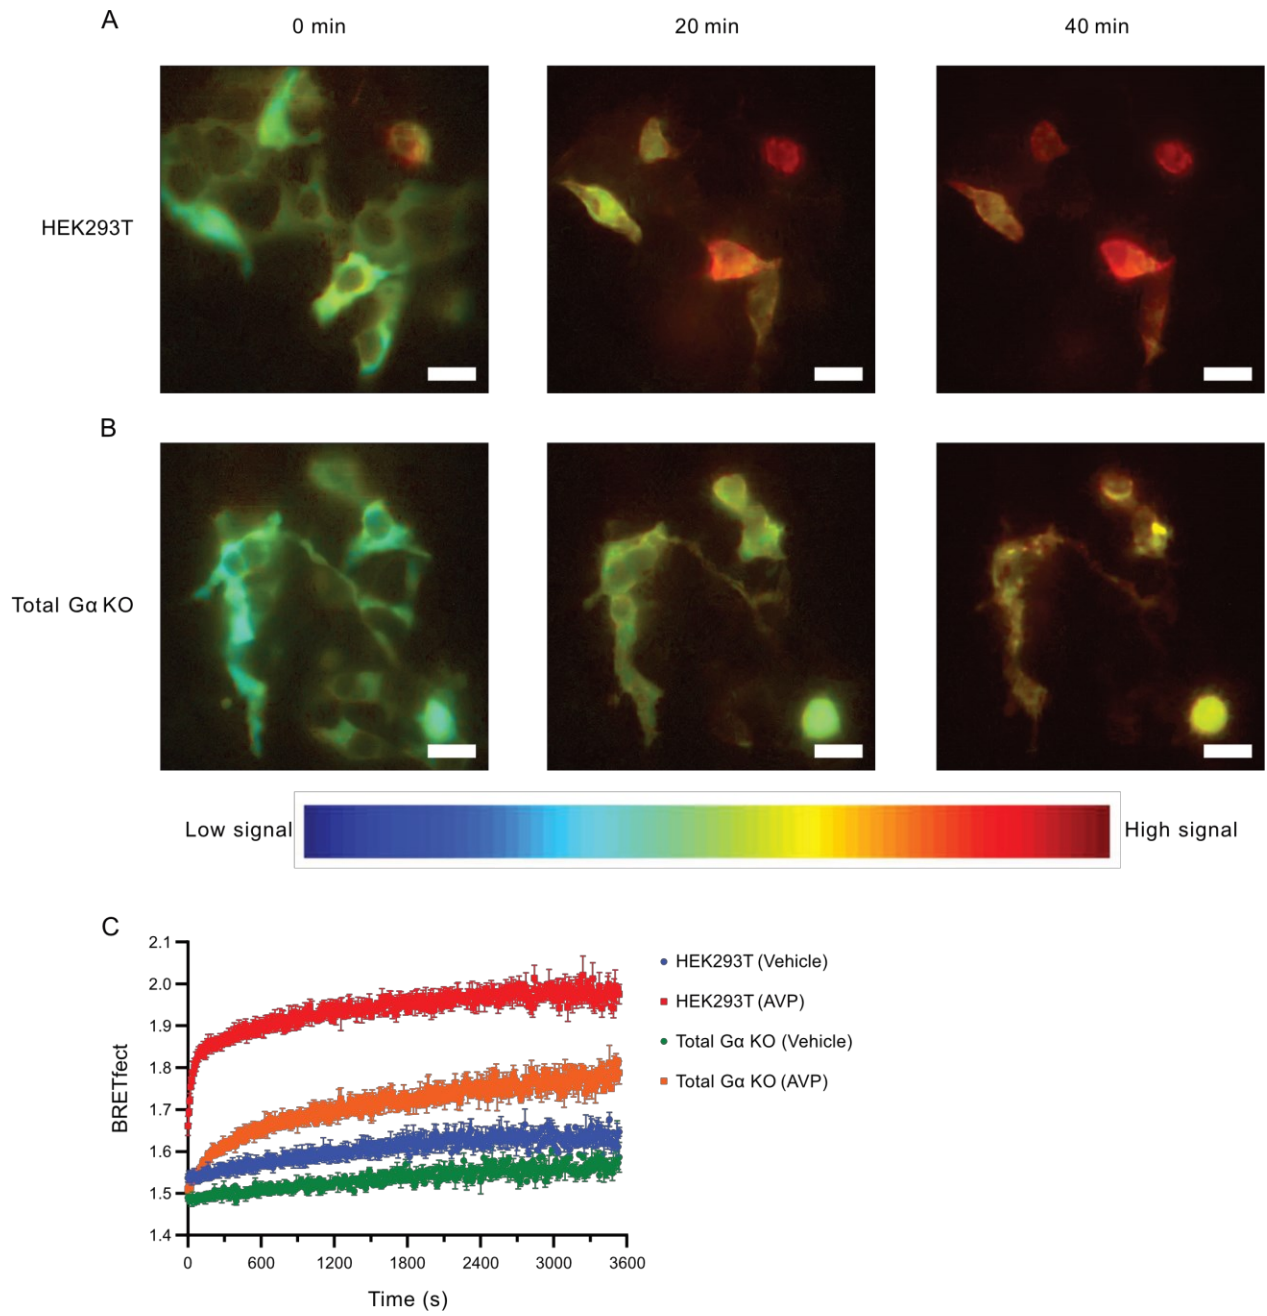 A
0 min 20 min 40 min
HEK293T
B
Total Gα KO
Low signal High signal
C
2.1
2.0
1.9
1.8
1.7
1.6
1.5
1.4
BRETfect
0 600 1200 1800 2400 3000 3600
Time (s)
HEK293T (Vehicle)
HEK293T (AVP)
Total Gα KO (Vehicle)
Total Gα KO (AVP)